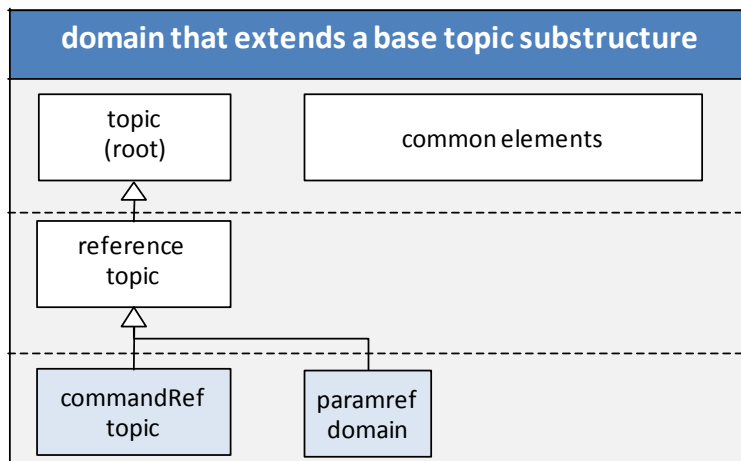 domain that extends a base topic substructure
topic
(root)
common elements
reference
topic
commandRef
topic
paramref
domain